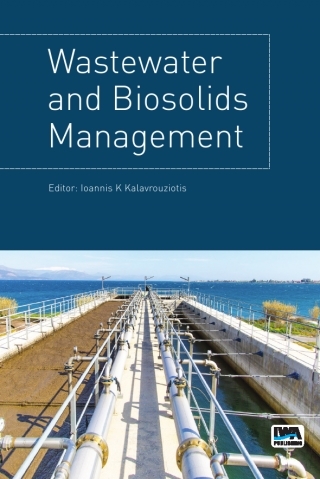 Wastewater
and Biosolids
Management
Editor: Ioannis K Kalavrouziotis
IWA
PUBLISHING